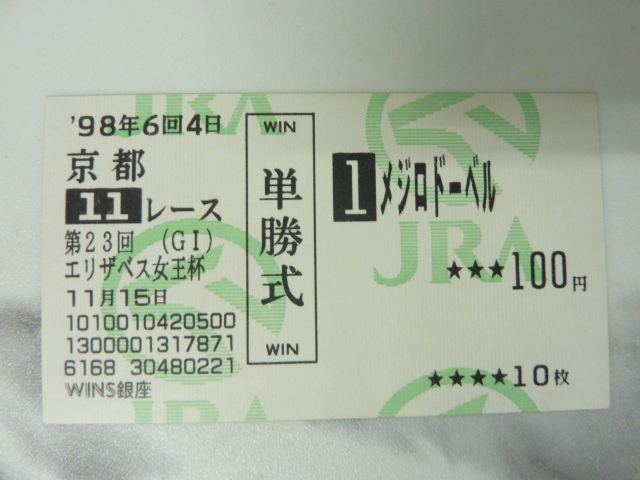 '98年6回4日
京都
11レース
第23回 (GI)
エリザベス女王杯
11月15日
1010010420500
1300001317871
6168 30480221
WINS銀座
WIN
単勝式
WIN
1 メジロドーベル
★★★100円
★★★★10枚
JRA
JRA
JRA
JRA